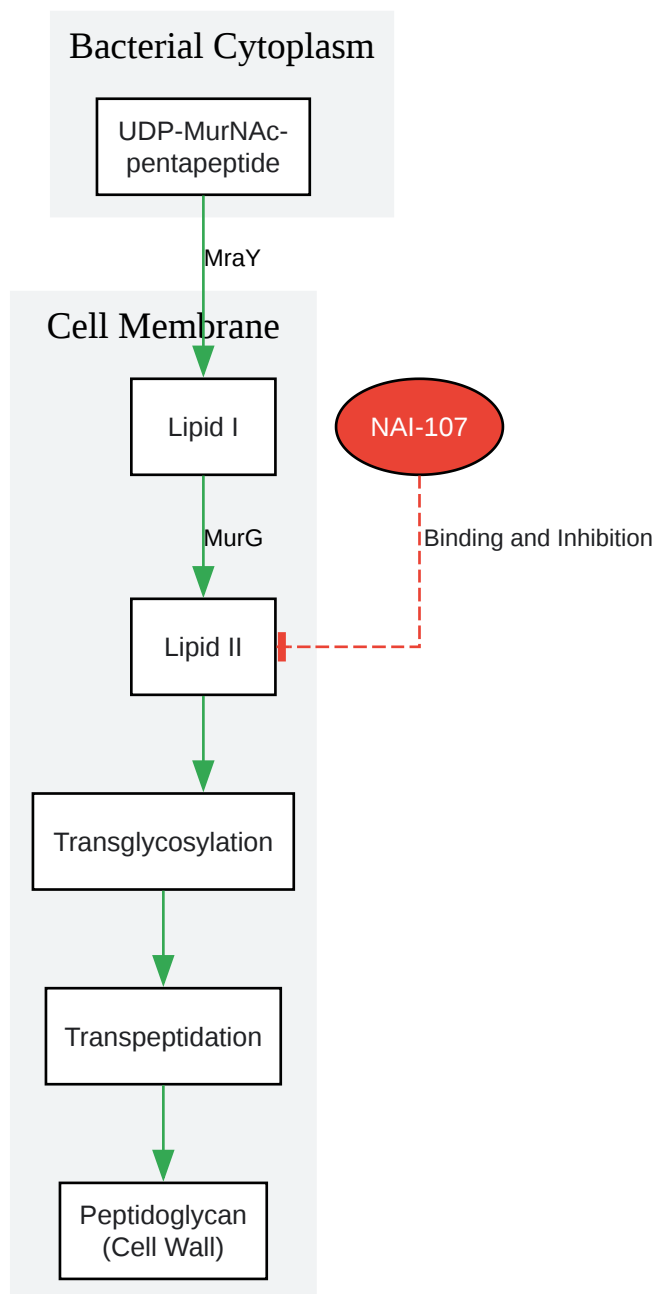 Bacterial Cytoplasm
UDP-MurNAc-
pentapeptide
MraY
Cell Membrane
Lipid I
NAI-107
MurG
Binding and Inhibition
Lipid II
Transglycosylation
Transpeptidation
Peptidoglycan
(Cell Wall)